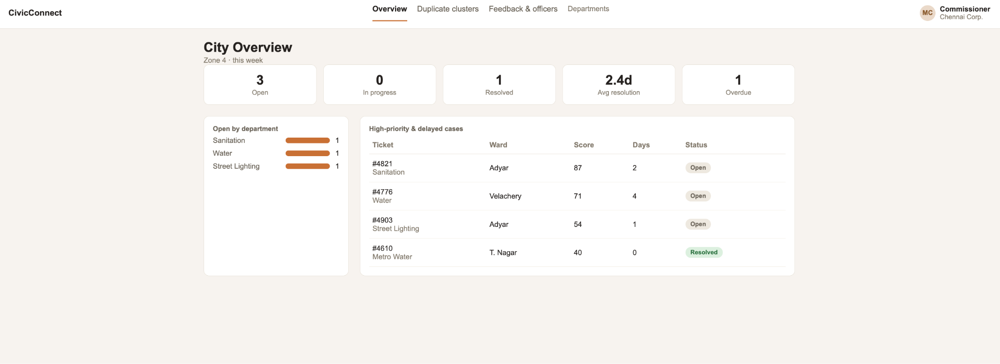 CivicConnect
Overview Duplicate clusters Feedback & officers Departments
MC
Commissioner
Chennai Corp.
City Overview
Zone 4 · this week
3
Open
0
In progress
1
Resolved
2.4d
Avg resolution
1
Overdue
Open by department
Sanitation 1
Water 1
Street Lighting 1
High-priority & delayed cases
Ticket Ward Score Days Status
#4821
Sanitation
Adyar 87 2 Open
#4776
Water
Velachery 71 4 Open
#4903
Street Lighting
Adyar 54 1 Open
#4610
Metro Water
T. Nagar 40 0 Resolved